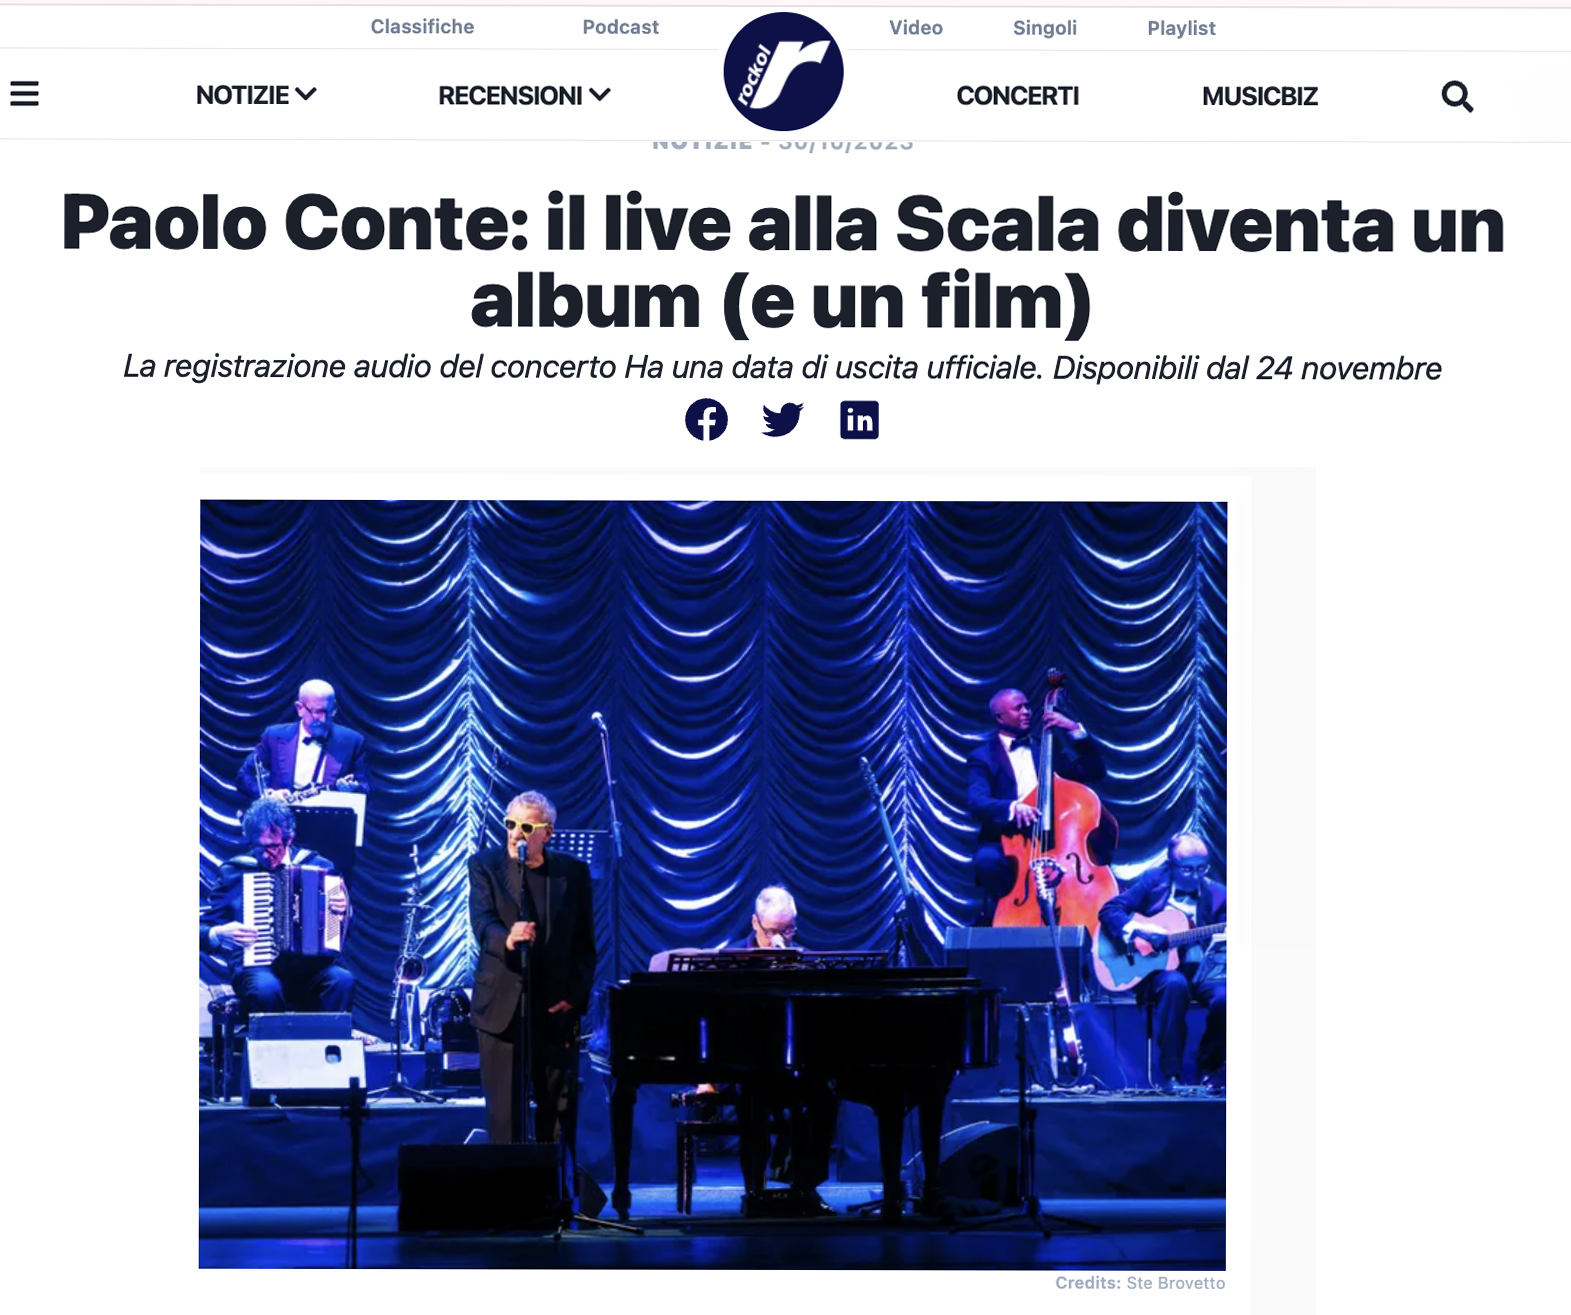 Classifiche Podcast Video Singoli Playlist
rockol
NOTIZIE RECENSIONI CONCERTI MUSICBIZ
NOTIZIE - 30/10/2023
Paolo Conte: il live alla Scala diventa un
album (e un film)
La registrazione audio del concerto Ha una data di uscita ufficiale. Disponibili dal 24 novembre
in
Credits: Ste Brovetto